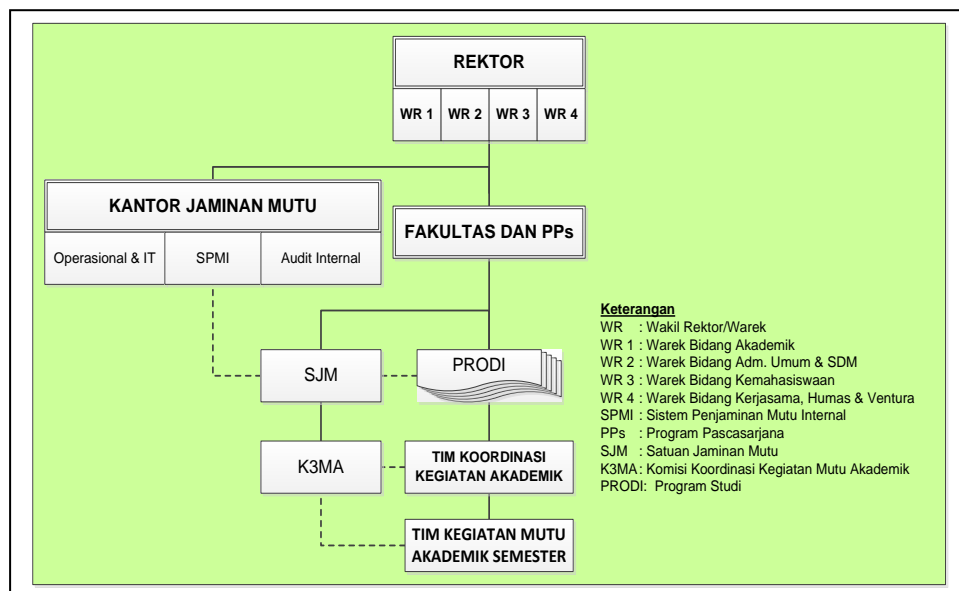 REKTOR
WR 1 WR 2 WR 3 WR 4
KANTOR JAMINAN MUTU
Operasional & IT SPMI Audit Internal
FAKULTAS DAN PPs
SJM
PRODI
K3MA
TIM KOORDINASI
KEGIATAN AKADEMIK
TIM KEGIATAN MUTU
AKADEMIK SEMESTER
Keterangan
WR : Wakil Rektor/Warek
WR 1 : Warek Bidang Akademik
WR 2 : Warek Bidang Adm. Umum & SDM
WR 3 : Warek Bidang Kemahasiswaan
WR 4 : Warek Bidang Kerjasama, Humas & Ventura
SPMI : Sistem Penjaminan Mutu Internal
PPs : Program Pascasarjana
SJM : Satuan Jaminan Mutu
K3MA : Komisi Koordinasi Kegiatan Mutu Akademik
PRODI: Program Studi